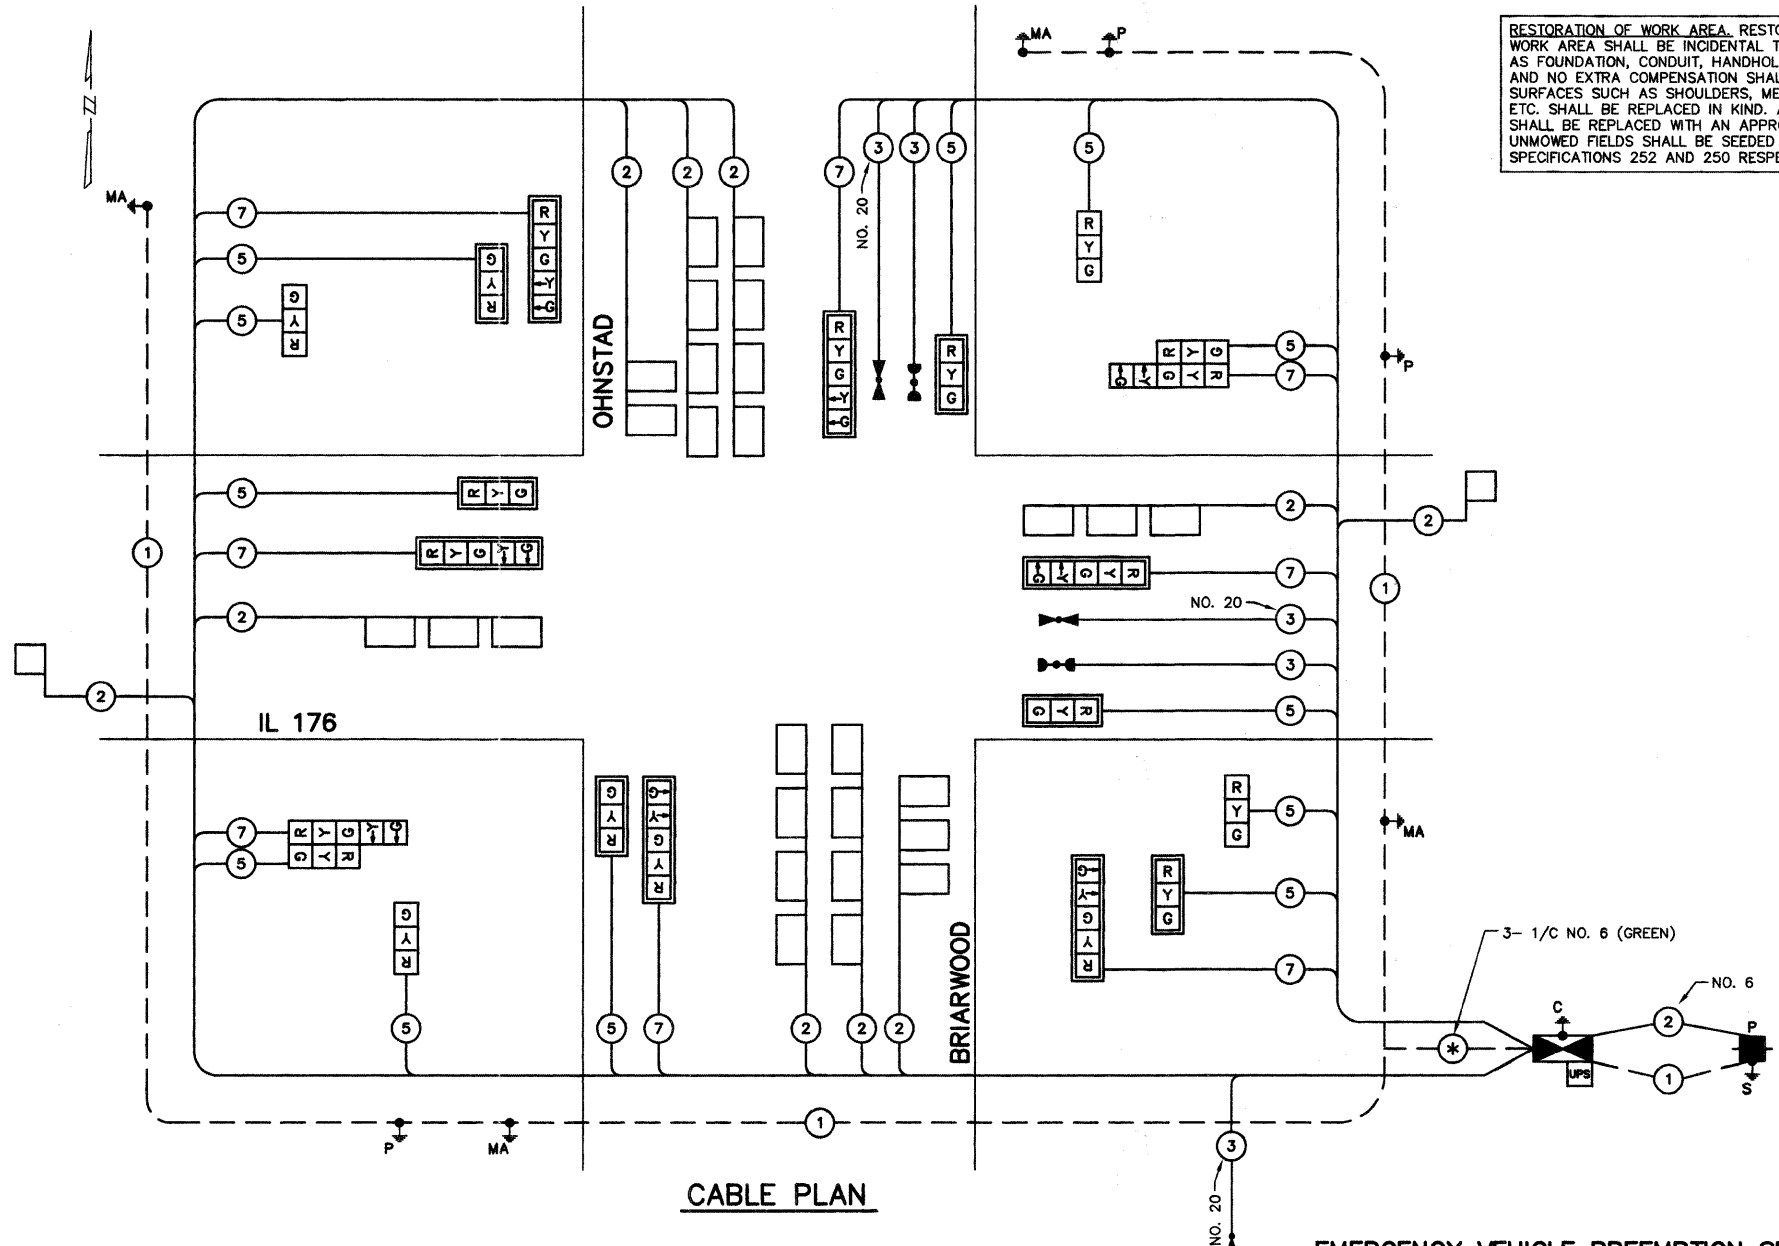 RESTORATION OF WORK AREA. RESTO
WORK AREA SHALL BE INCIDENTAL T
AS FOUNDATION, CONDUIT, HANDHOL
AND NO EXTRA COMPENSATION SHAL
SURFACES SUCH AS SHOULDERS, ME
ETC. SHALL BE REPLACED IN KIND. A
SHALL BE REPLACED WITH AN APPR
UNMOWED FIELDS SHALL BE SEEDED
SPECIFICATIONS 252 AND 250 RESPE
MA P
Z
2 2 2 7 3 3 5 5
NO. 20
MA
7 R Y G Y G
5 G Y R
5 G Y R
R Y G
OHNSTAD
R Y G Y G
R Y G
R Y G 5
G Y G Y R 7
P
5 R Y G
2
2
1
7 R Y G Y G
G Y G Y R 7
1
NO. 20 3
2
3
2
G Y R 5
IL 176
R Y G 5
MA
7 R Y G Y G
5 G Y R
G Y R
G Y G Y R
G Y G Y R
R Y G 5
G Y R
BRIARWOOD
7
3- 1/C NO. 6 (GREEN)
NO. 6
5 5 7 2 2 2
C 2 P
*
UPS 1 S
P MA 1
3
NO. 20
CABLE PLAN